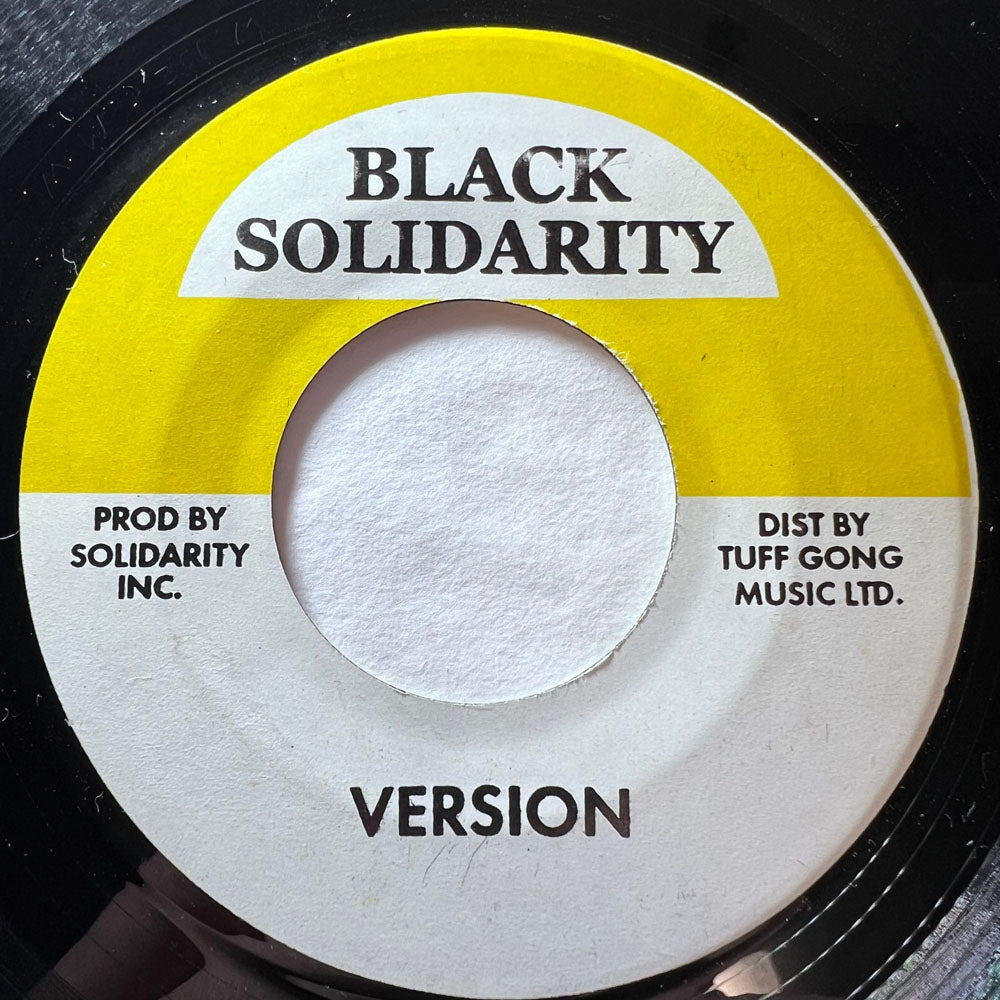 BLACK
SOLIDARITY
PROD BY
SOLIDARITY
INC.
DIST BY
TUFF GONG
MUSIC LTD.
VERSION